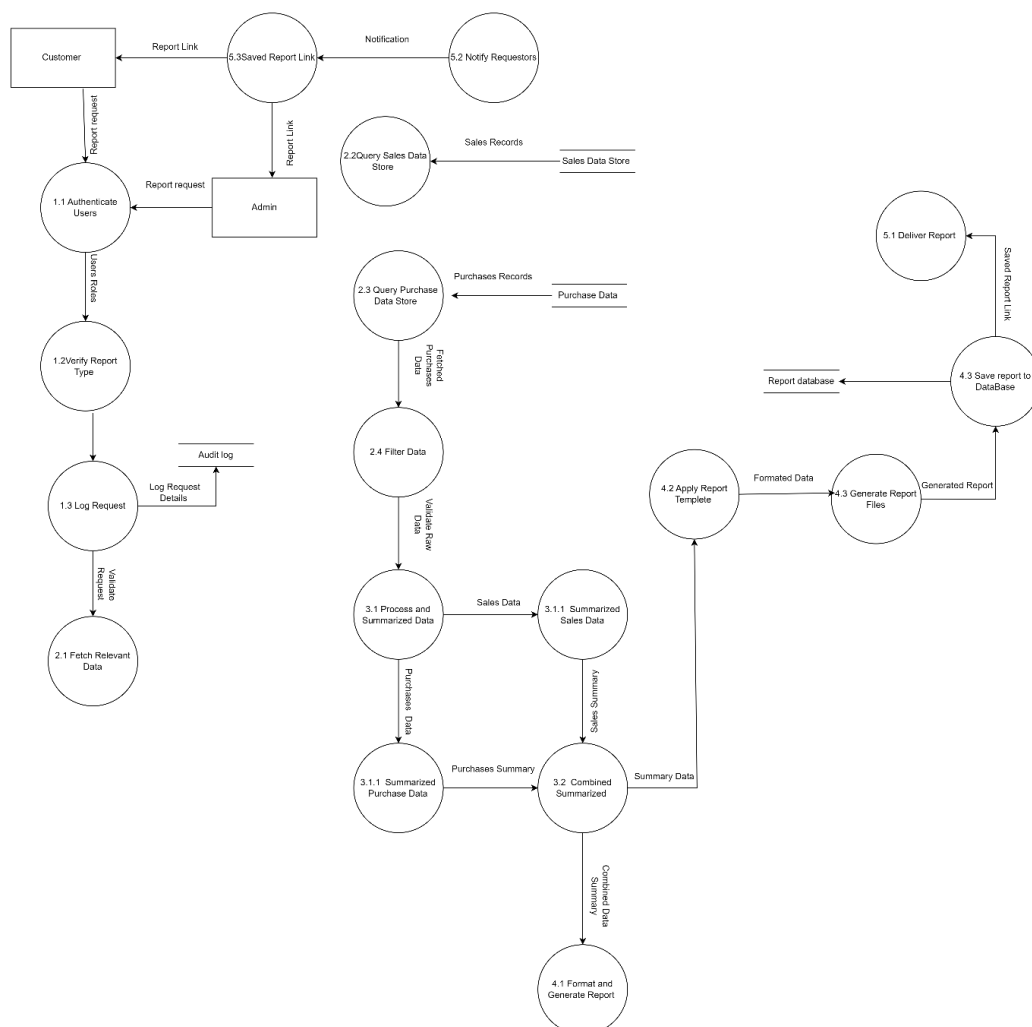 Customer
Report Link
5.3Saved Report Link
Notification
5.2 Notify Requestors
Report request
Report Link
2.2Query Sales Data
Store
Sales Records
Sales Data Store
1.1 Authenticate
Users
Report request
Admin
5.1 Deliver Report
Users Roles
2.3 Query Purchase
Data Store
Purchases Records
Purchase Data
Saved Report Link
1.2Verify Report
Type
Fetched
Purchases
Data
Report database
4.3 Save report to
DataBase
Audit log
2.4 Filter Data
1.3 Log Request
Log Request
Details
4.2 Apply Report
Templete
Formated Data
4.3 Generate Report
Files
Generated Report
Validate Raw
Data
Validate
Request
3.1 Process and
Summarized Data
Sales Data
3.1.1 Summarized
Sales Data
2.1 Fetch Relevant
Data
Purchases Data
Sales Summary
3.1.1 Summarized
Purchase Data
Purchases Summary
3.2 Combined
Summarized
Summary Data
Combined Data
Summary
4.1 Format and
Generate Report